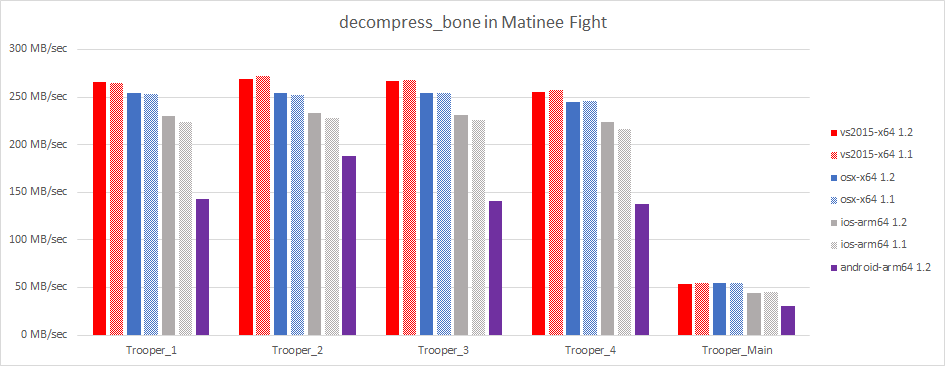 decompress_bone in Matinee Fight
300 MB/sec
250 MB/sec
200 MB/sec
150 MB/sec
100 MB/sec
50 MB/sec
0 MB/sec
Trooper_1
Trooper_2
Trooper_3
Trooper_4
Trooper_Main
vs2015-x64 1.2
vs2015-x64 1.1
osx-x64 1.2
osx-x64 1.1
ios-arm64 1.2
ios-arm64 1.1
android-arm64 1.2